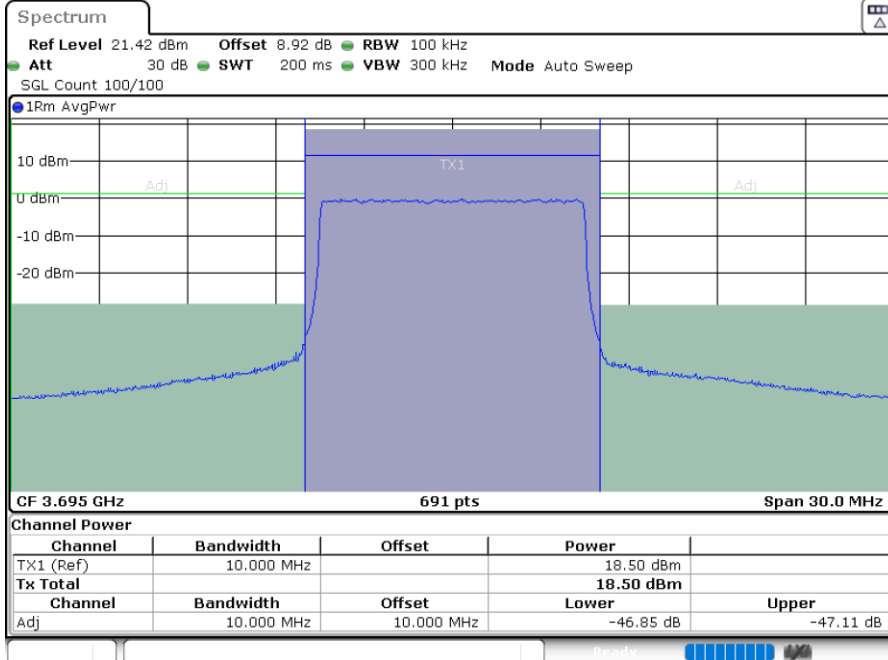 Spectrum
Ref Level 21.42 dBm Offset 8.92 dB RBW 100 kHz
Att 30 dB SWT 200 ms VBW 300 kHz Mode Auto Sweep
SGL Count 100/100
1Rm AvgPwr
10 dBm
TX1
Adj Adj
0 dBm
-10 dBm
-20 dBm
CF 3.695 GHz 691 pts Span 30.0 MHz
Channel Power
Channel Bandwidth Offset Power
TX1 (Ref) 10.000 MHz 18.50 dBm
Tx Total 18.50 dBm
Channel Bandwidth Offset Lower Upper
Adj 10.000 MHz 10.000 MHz -46.85 dB -47.11 dB
Ready